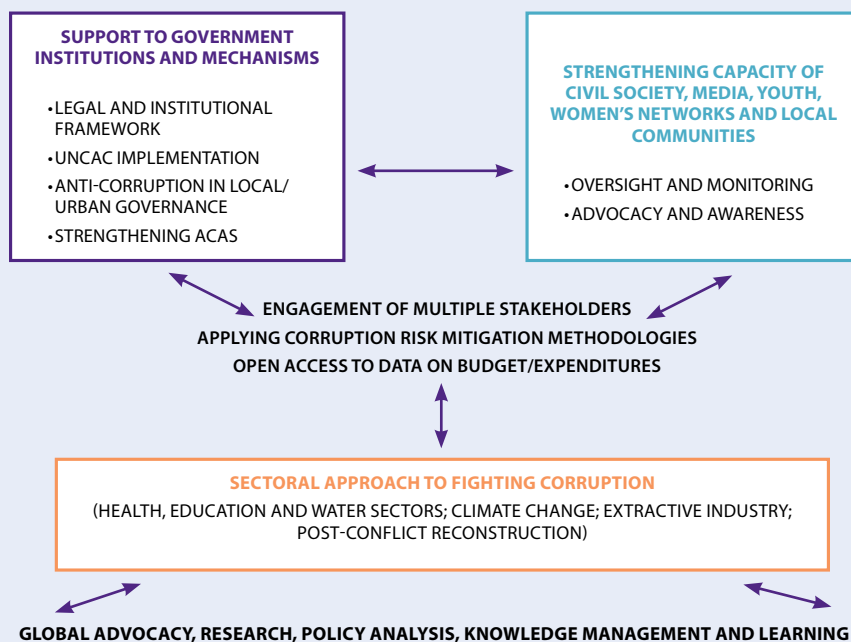 SUPPORT TO GOVERNMENT
INSTITUTIONS AND MECHANISMS
•LEGAL AND INSTITUTIONAL
FRAMEWORK
•UNCAC IMPLEMENTATION
•ANTI-CORRUPTION IN LOCAL/
URBAN GOVERNANCE
•STRENGTHENING ACAS
STRENGTHENING CAPACITY OF
CIVIL SOCIETY, MEDIA, YOUTH,
WOMEN'S NETWORKS AND LOCAL
COMMUNITIES
•OVERSIGHT AND MONITORING
•ADVOCACY AND AWARENESS
ENGAGEMENT OF MULTIPLE STAKEHOLDERS
APPLYING CORRUPTION RISK MITIGATION METHODOLOGIES
OPEN ACCESS TO DATA ON BUDGET/EXPENDITURES
SECTORAL APPROACH TO FIGHTING CORRUPTION
(HEALTH, EDUCATION AND WATER SECTORS; CLIMATE CHANGE; EXTRACTIVE INDUSTRY;
POST-CONFLICT RECONSTRUCTION)
GLOBAL ADVOCACY, RESEARCH, POLICY ANALYSIS, KNOWLEDGE MANAGEMENT AND LEARNING